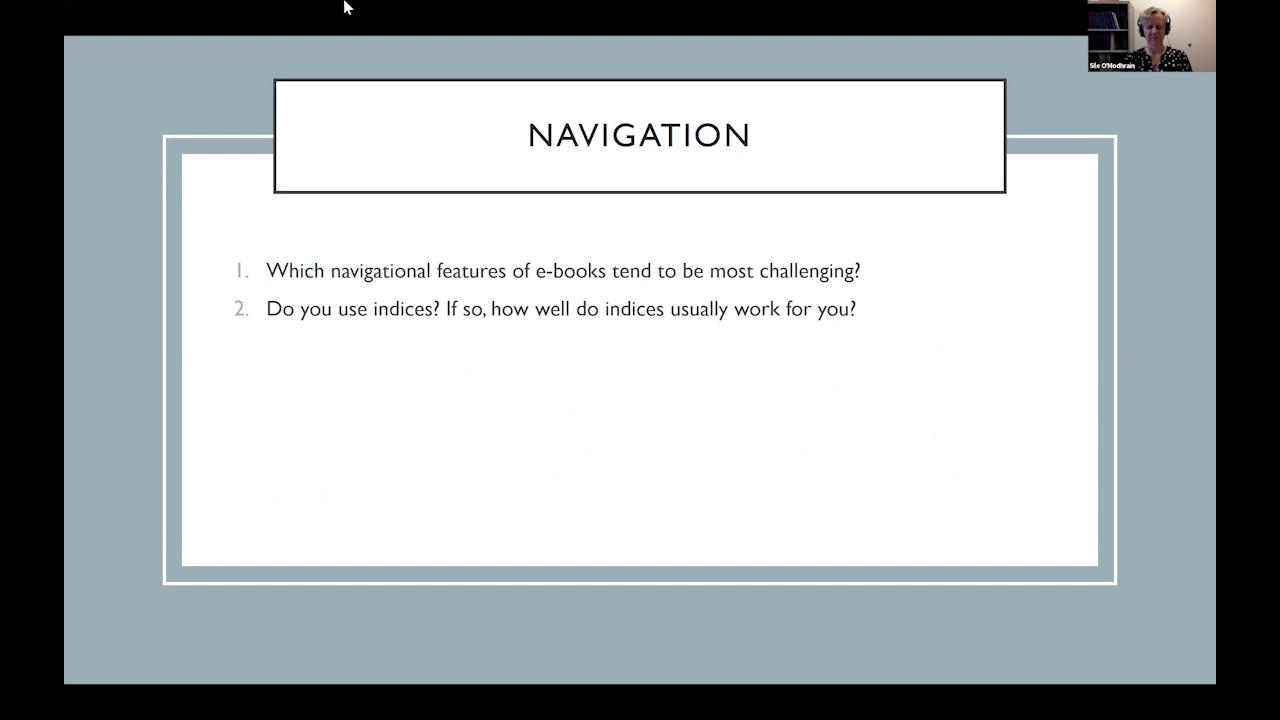 Sile O'Modhrain
NAVIGATION
1. Which navigational features of e-books tend to be most challenging?
2. Do you use indices? If so, how well do indices usually work for you?